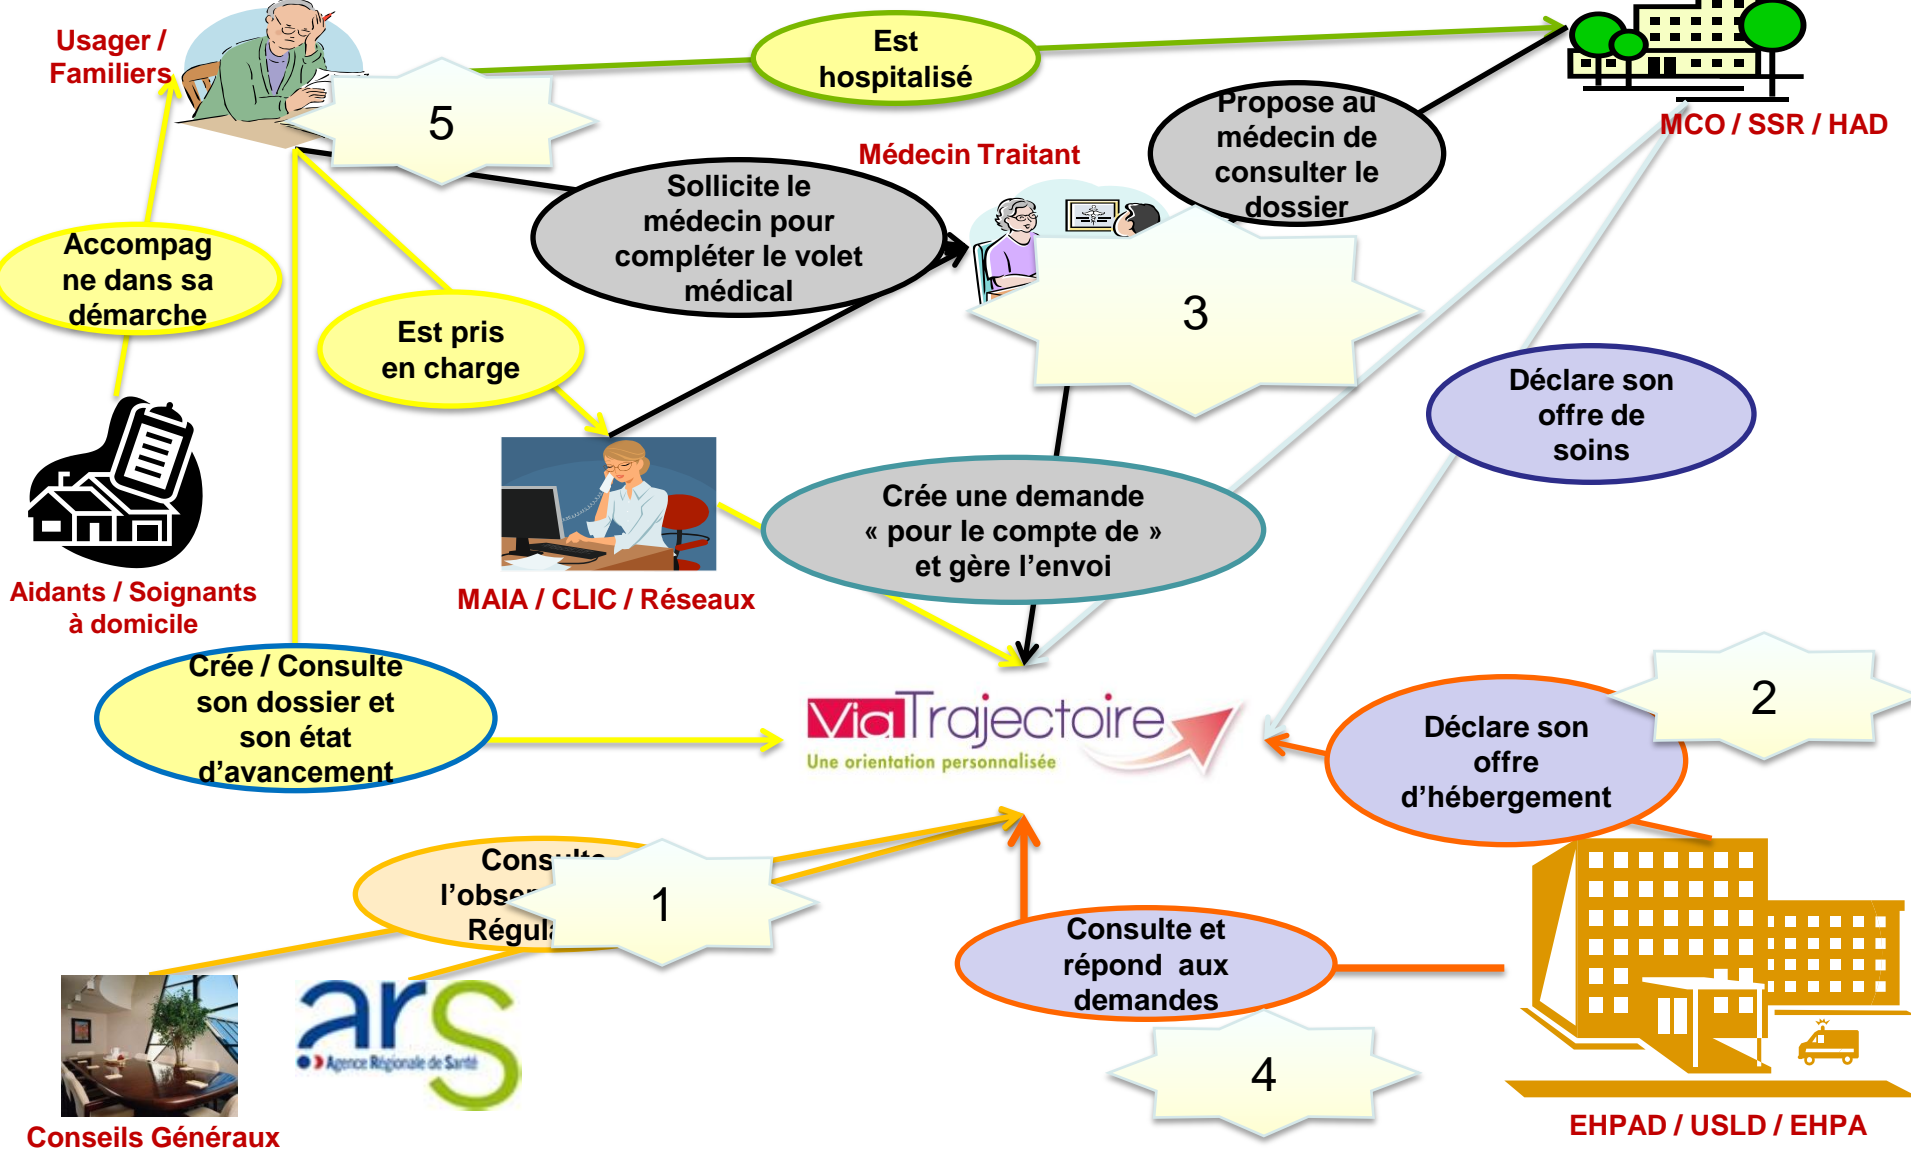 Usager /
Familiers
Est
hospitalisé
MCO / SSR / HAD
5
Propose au
médecin de
consulter le
dossier
Médecin Traitant
Sollicite le
médecin pour
compléter le volet
médical
Accompag
ne dans sa
démarche
3
Est pris
en charge
Déclare son
offre de
soins
Crée une demande
« pour le compte de »
et gère l’envoi
Aidants / Soignants
à domicile
MAIA / CLIC / Réseaux
Crée / Consulte
son dossier et
son état
d’avancement
ViaTrajectoire
Une orientation personnalisée
2
Déclare son
offre
d’hébergement
1
Consulte et
répond aux
demandes
ars
Agence Régionale de Santé
4
Conseils Généraux
EHPAD / USLD / EHPA